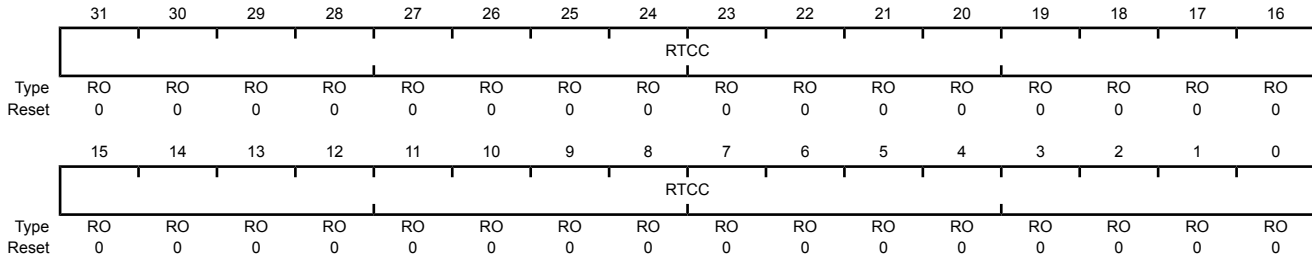 31 30 29 28 27 26 25 24 23 22 21 20 19 18 17 16
RTCC
Type RO RO RO RO RO RO RO RO RO RO RO RO RO RO RO RO
Reset 0 0 0 0 0 0 0 0 0 0 0 0 0 0 0 0
15 14 13 12 11 10 9 8 7 6 5 4 3 2 1 0
RTCC
Type RO RO RO RO RO RO RO RO RO RO RO RO RO RO RO RO
Reset 0 0 0 0 0 0 0 0 0 0 0 0 0 0 0 0